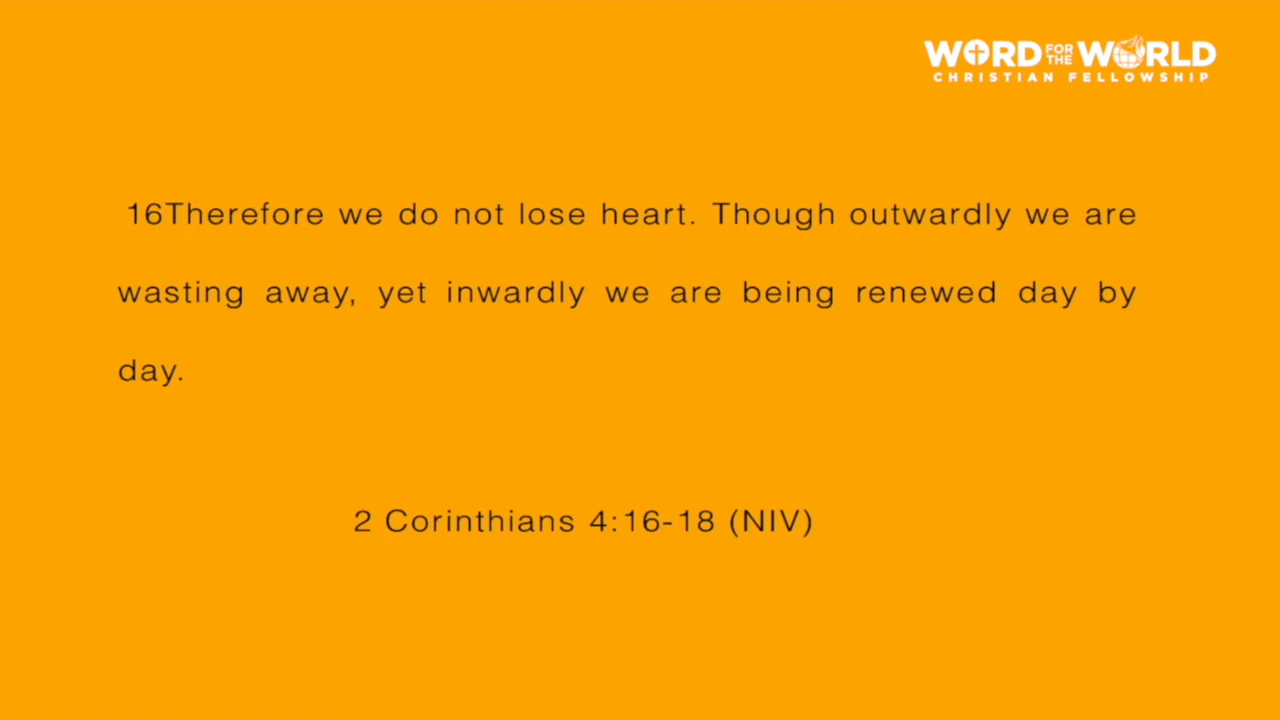 WORD FOR THE WORLD
CHRISTIAN FELLOWSHIP
16Therefore we do not lose heart. Though outwardly we are
wasting away, yet inwardly we are being renewed day by
day.
2 Corinthians 4:16-18 (NIV)